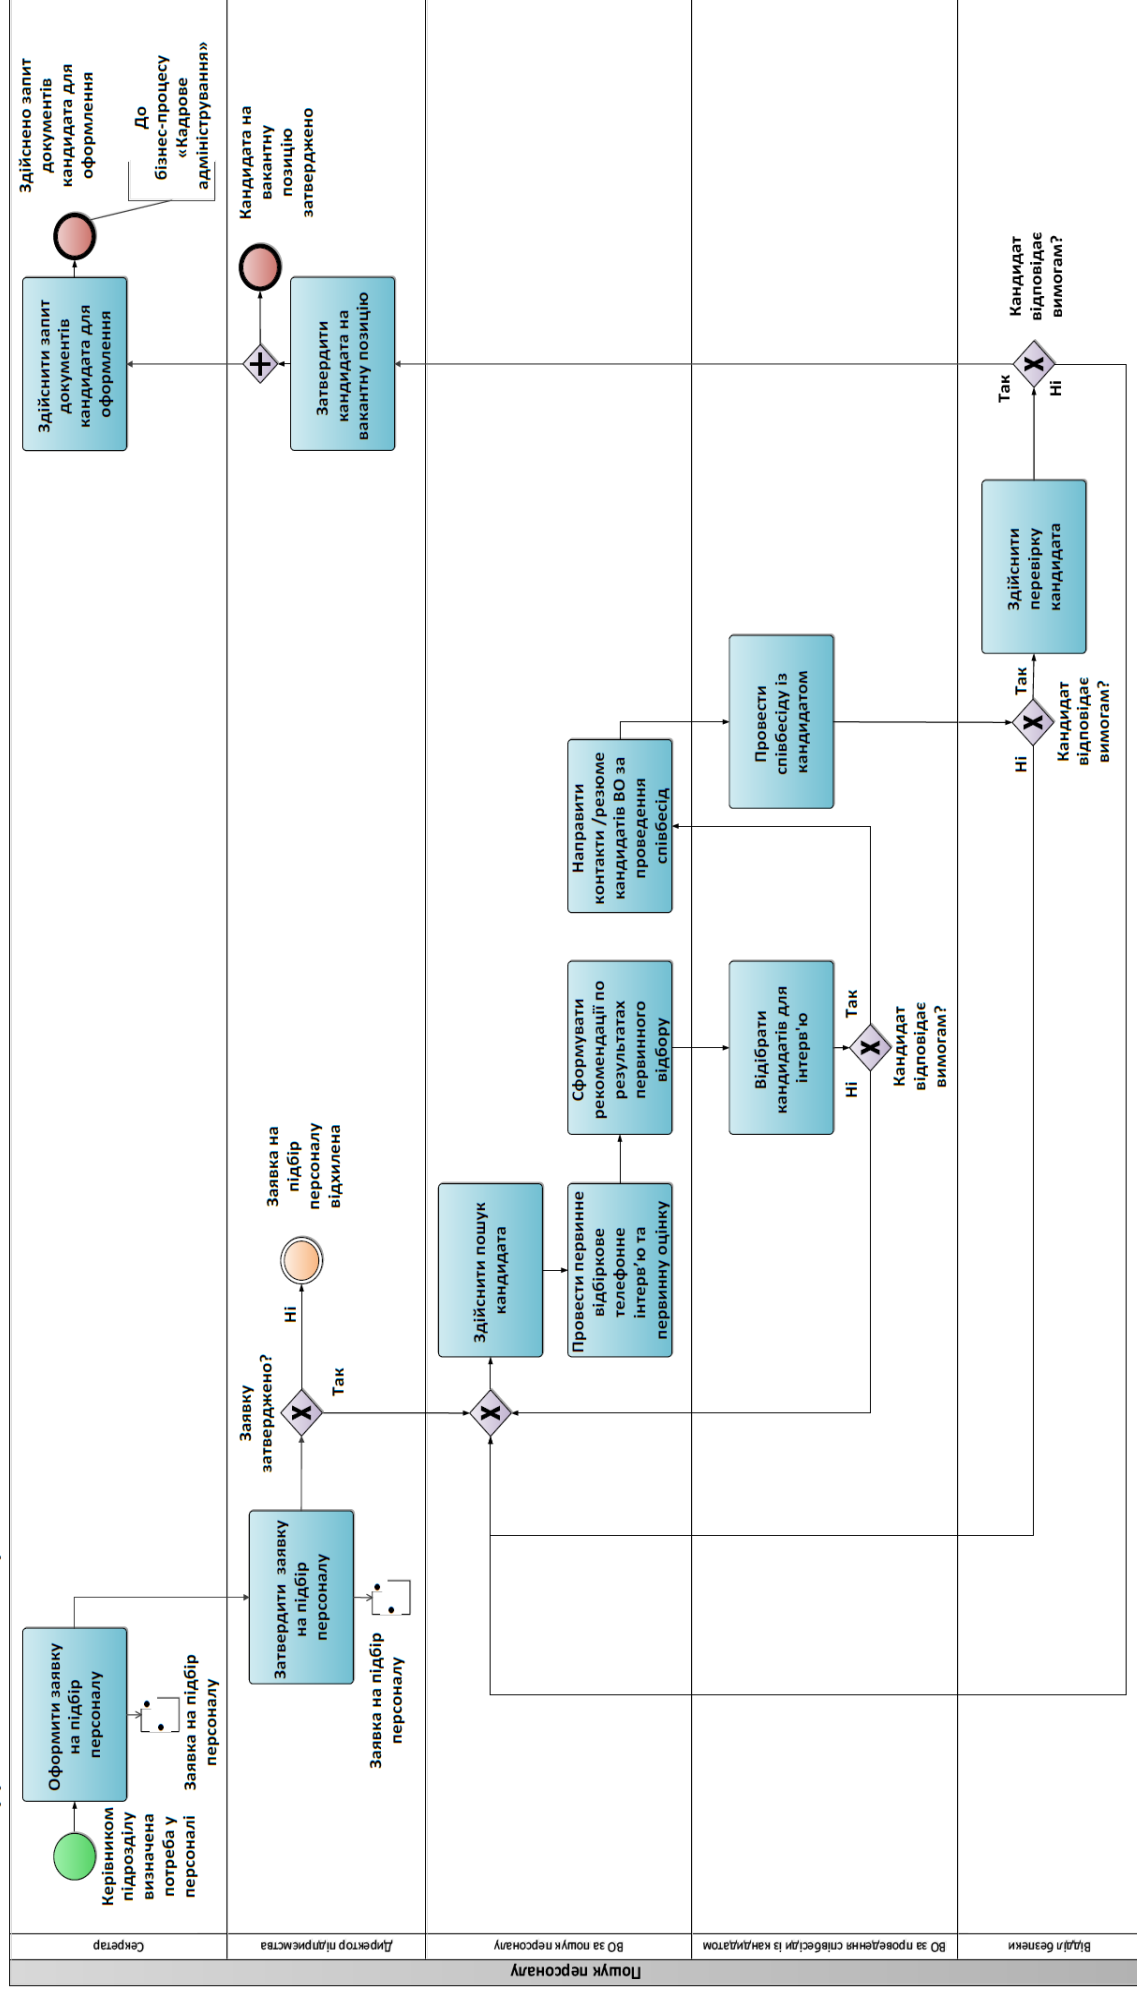 Пошук персоналу
Секретар
Керівником
підрозділу
визначена
потреба у
персоналі
Оформити заявку
на підбір
персоналу
Заявка на підбір
персоналу
Здійснити запит
документів
кандидата для
оформлення
Здійснено запит
документів
кандидата для
оформлення
До
бізнес-процесу
«Кадрове
адміністрування»
Директор підприємства
Затвердити заявку
на підбір
персоналу
Заявка на підбір
персоналу
Заявку
затверджено?
Ні
Так
Заявка на
підбір
персоналу
відхилена
Затвердити
кандидата на
вакантну позицію
Кандидата на
вакантну
позицію
затверджено
ВО за пошук персоналу
Здійснити пошук
кандидата
Провести первинне
відбіркове
телефонне
інтерв’ю та
первинну оцінку
Сформувати
рекомендації по
результатах
первинного
відбору
Направити
контакти /резюме
кандидатів ВО за
проведення
співбесід
ВО за проведення співбесіди із кандидатом
Відібрати
кандидатів для
інтерв'ю
Ні
Так
Кандидат
відповідає
вимогам?
Провести
співбесіду із
кандидатом
Відділ безпеки
Ні
Так
Кандидат
відповідає
вимогам?
Здійснити
перевірку
кандидата
Так
Ні
Кандидат
відповідає
вимогам?